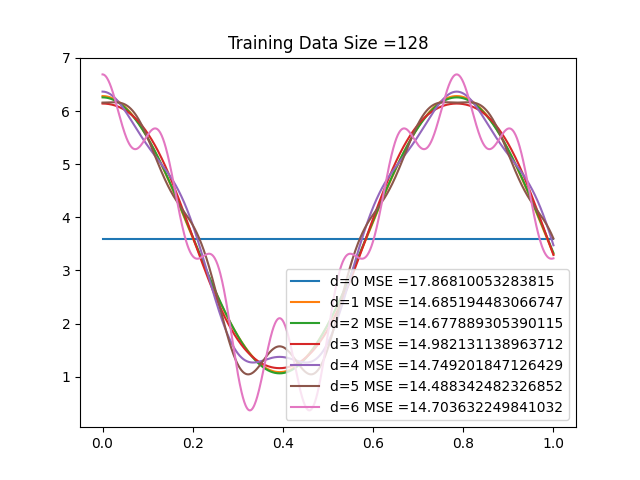 Training Data Size =128
7
6
5
4
3
2
1
d=0 MSE =17.86810053283815
d=1 MSE =14.685194483066747
d=2 MSE =14.677889305390115
d=3 MSE =14.982131138963712
d=4 MSE =14.749201847126429
d=5 MSE =14.488342482326852
d=6 MSE =14.703632249841032
0.0 0.2 0.4 0.6 0.8 1.0